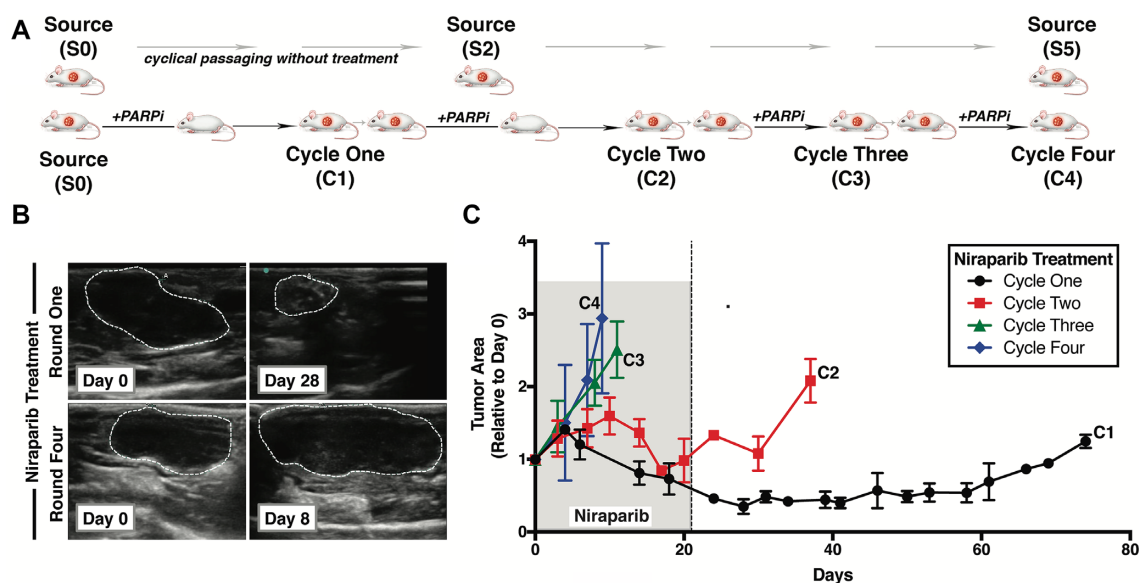 A
Source
(S0)
Source
(S2)
Source
(S5)
cyclical passaging without treatment
+PARPi
+PARPi
+PARPi
+PARPi
Source
(S0)
Cycle One
(C1)
Cycle Two
(C2)
Cycle Three
(C3)
Cycle Four
(C4)
B
Niraparib Treatment
Round One
Round Four
A
A
Day 0
Day 28
Day 0
Day 8
C
Tumor Area
(Relative to Day 0)
4
3
2
1
0
0
20
40
60
80
Days
Niraparib
C4
C3
C2
C1
Niraparib Treatment
Cycle One
Cycle Two
Cycle Three
Cycle Four